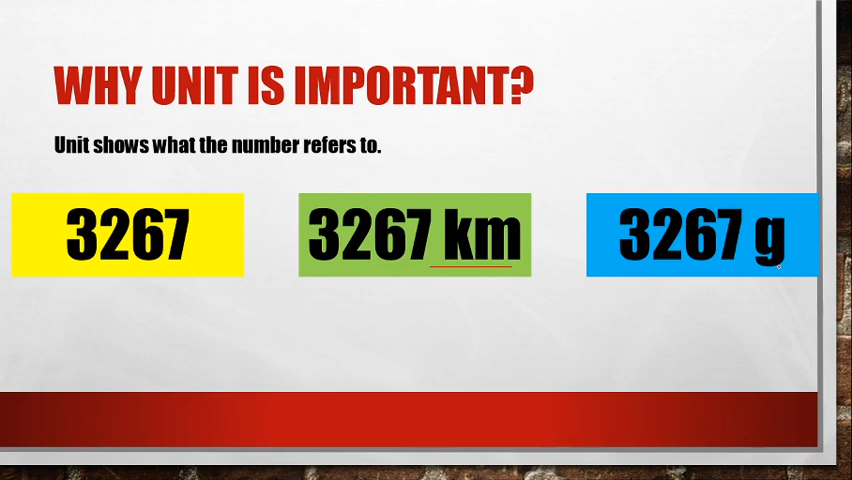 WHY UNIT IS IMPORTANT?
Unit shows what the number refers to.
3267
3267 km
3267 g